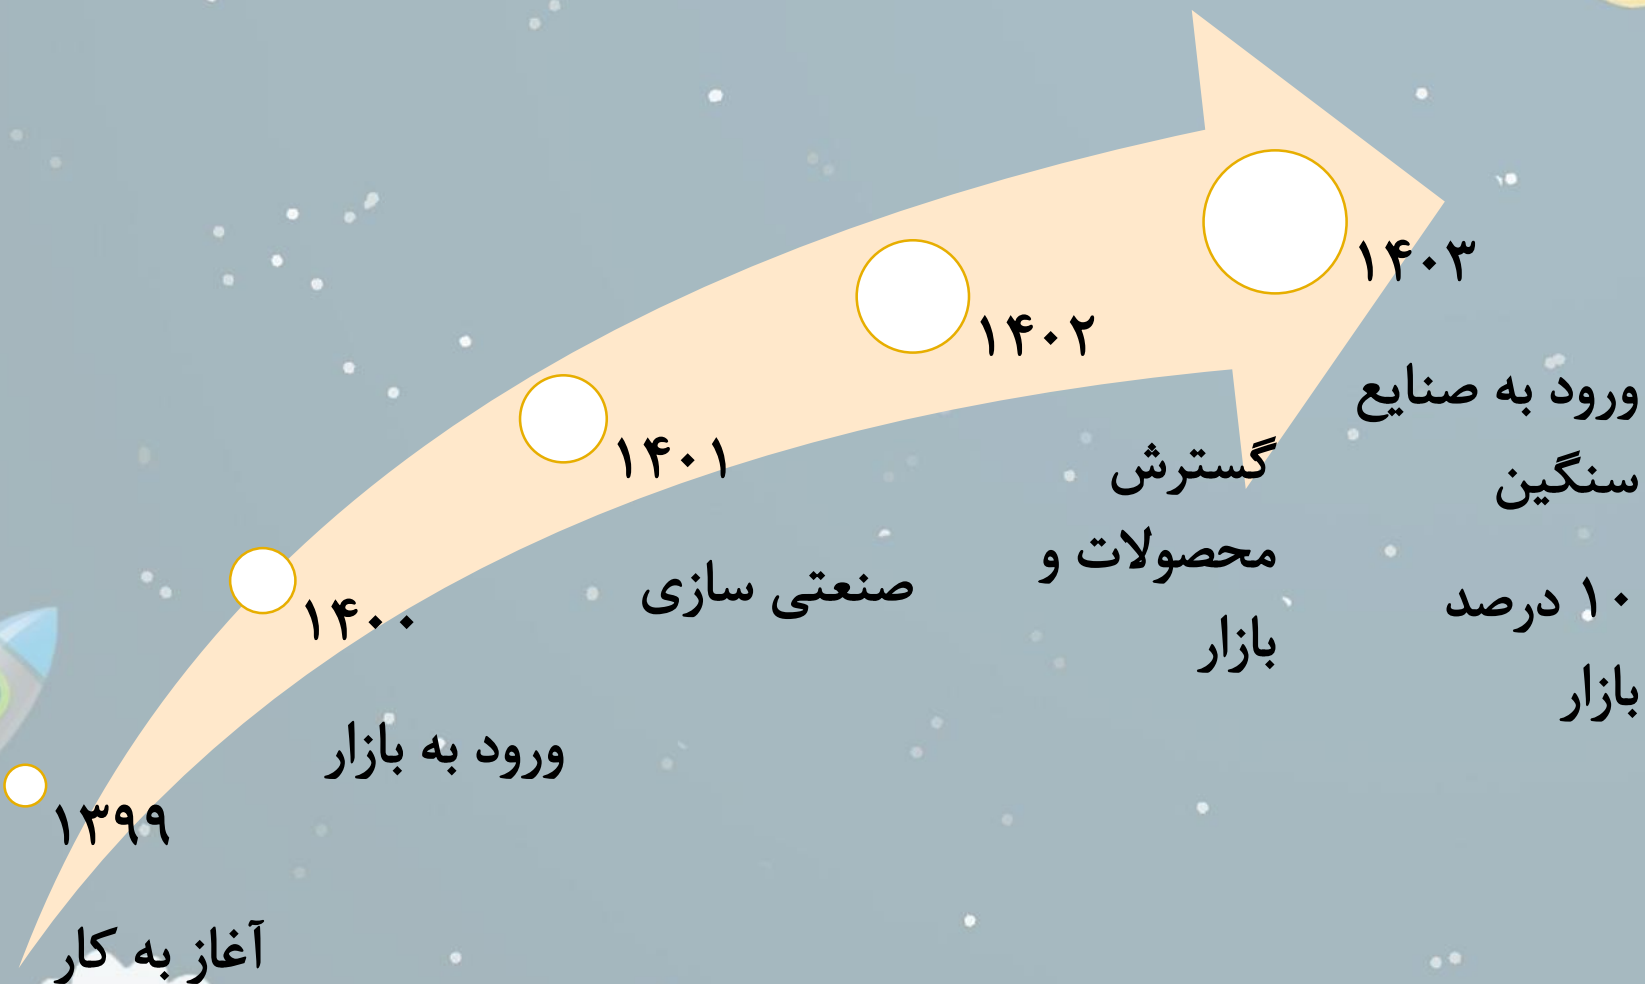 ۱۳۹۹
آغاز به کار
۱۴۰۰
ورود به بازار
۱۴۰۱
صنعتی سازی
۱۴۰۲
گسترش
محصولات و
بازار
۱۴۰۳
ورود به صنایع
سنگین
۱۰ درصد
بازار